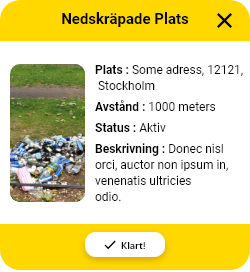 Nedskräpade Plats
Plats : Some adress, 12121,
Stockholm
Avstånd : 1000 meters
Status : Aktiv
Beskrivning : Donec nisl
orci, auctor non ipsum in,
venenatis ultricies
odio.
Klart!